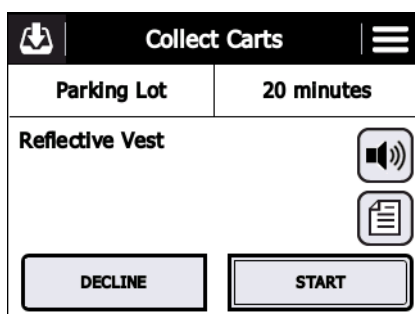 Collect Carts
Parking Lot 20 minutes
Reflective Vest
DECLINE START